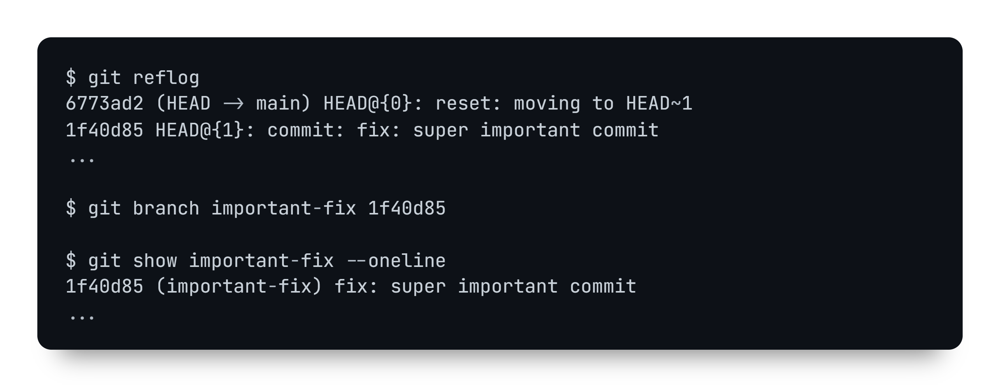 $ git reflog
6773ad2 (HEAD -> main) HEAD@{0}: reset: moving to HEAD~1
1f40d85 HEAD@{1}: commit: fix: super important commit
...
$ git branch important-fix 1f40d85
$ git show important-fix --oneline
1f40d85 (important-fix) fix: super important commit
...